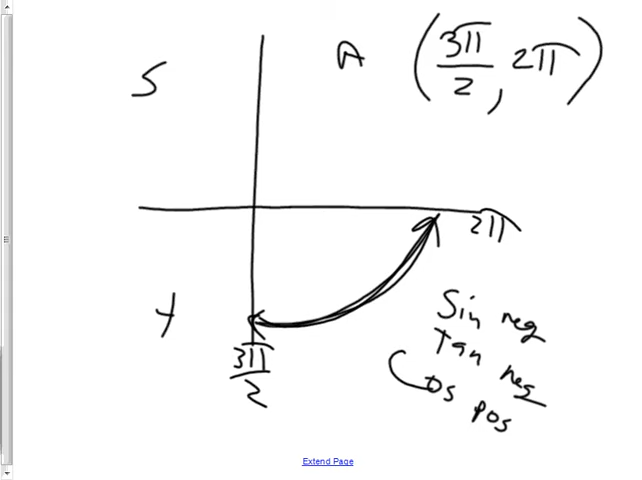 S A (3π/2, 2π)
2π
T
3π/2
Sin neg
Tan neg
Cos pos
Extend Page